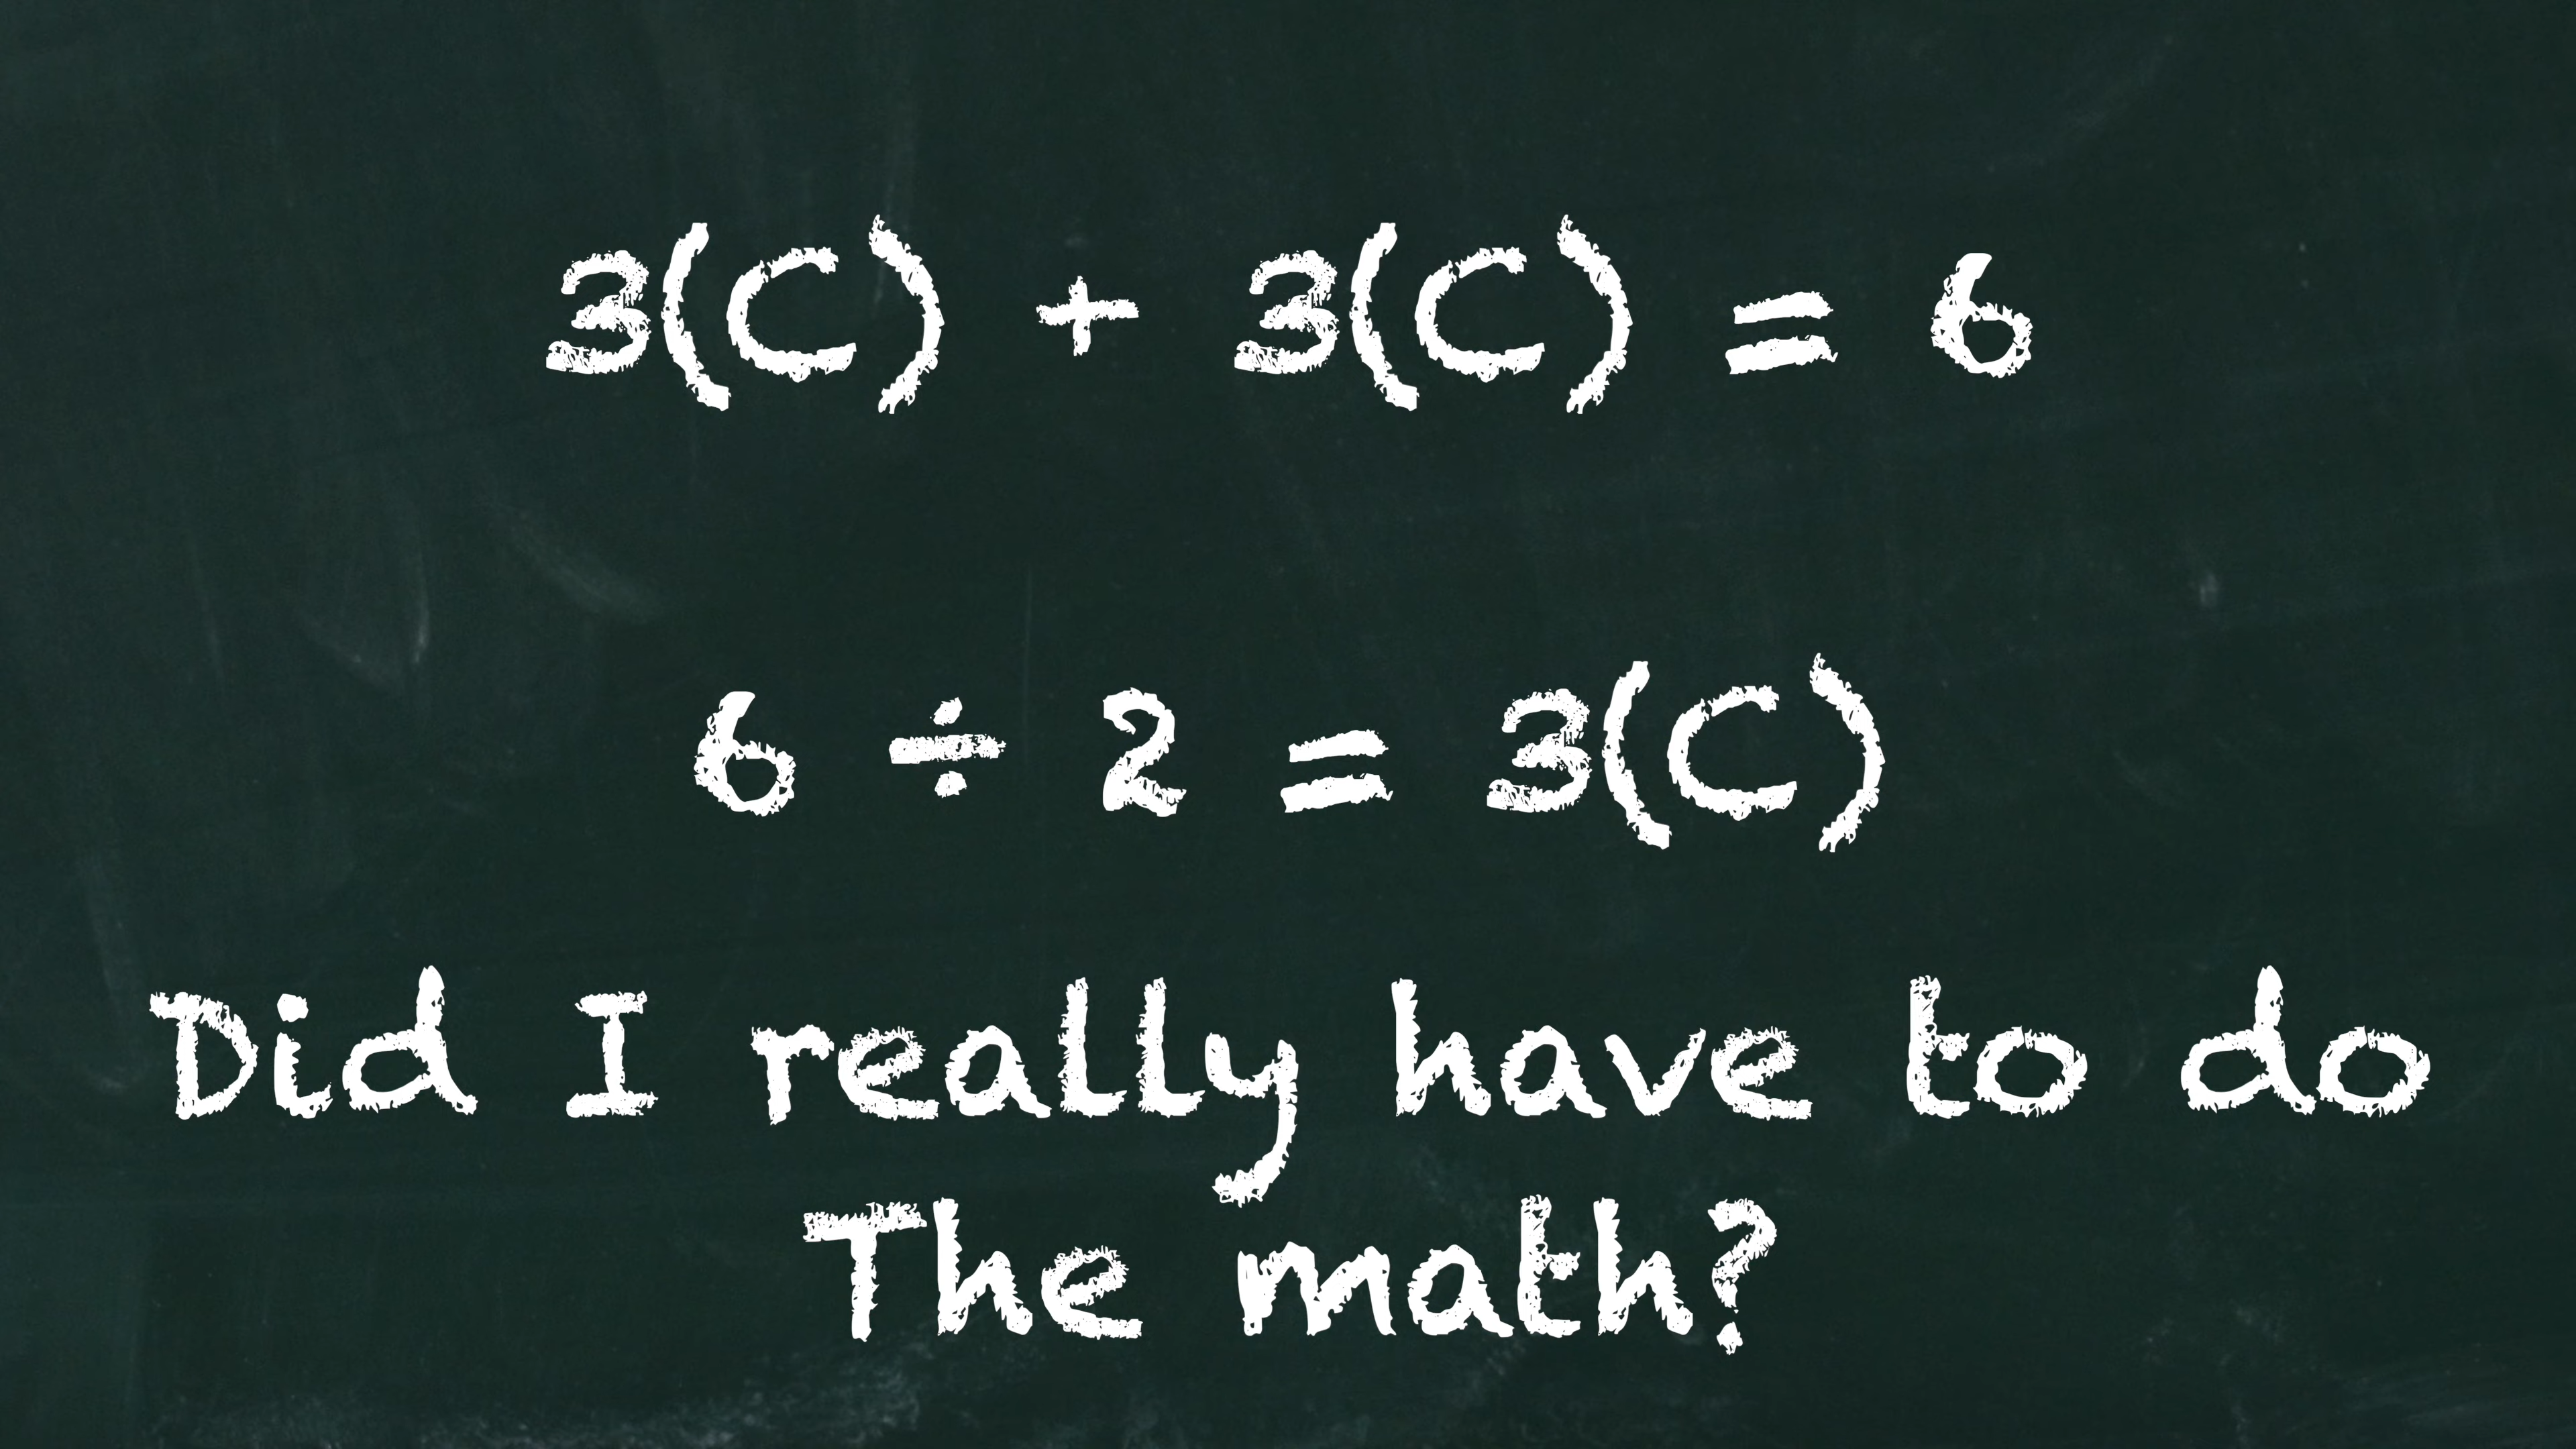 3(C) + 3(C) = 6
6 ÷ 2 = 3(C)
Did I really have to do
The math?